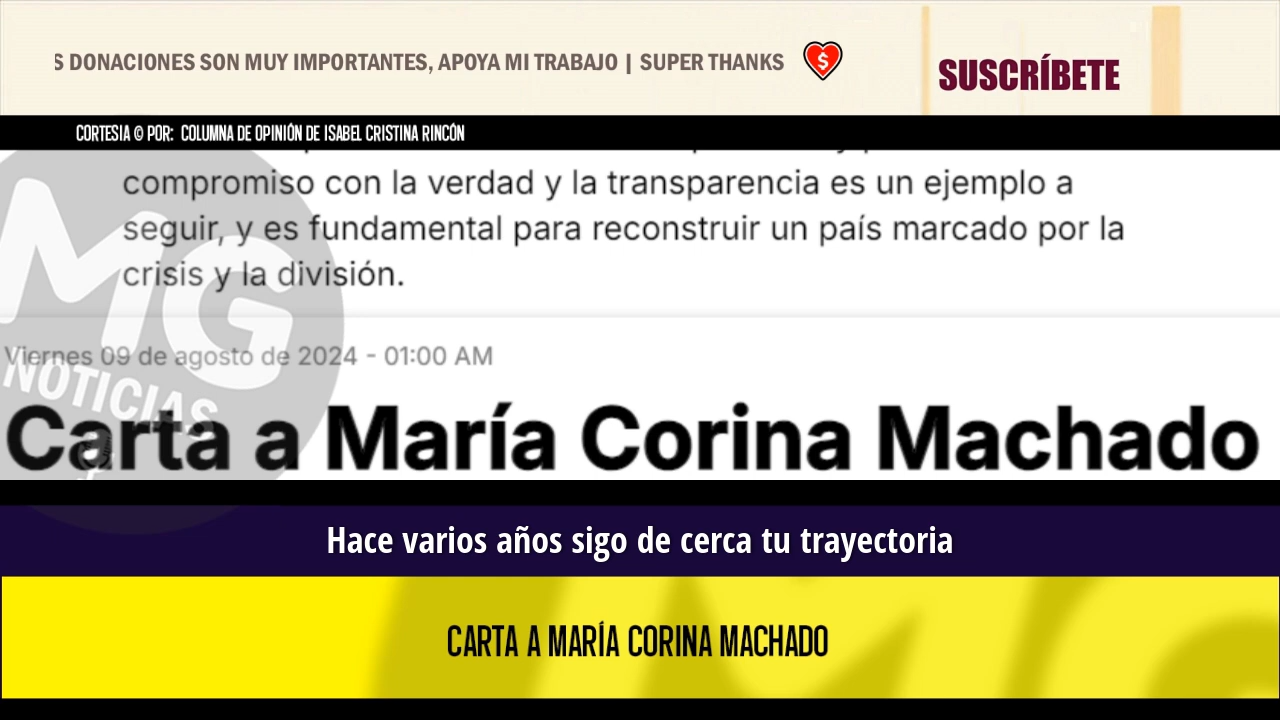 S DONACIONES SON MUY IMPORTANTES, APOYA MI TRABAJO | SUPER THANKS
SUSCRÍBETE
CORTESIA © POR: COLUMNA DE OPINIÓN DE ISABEL CRISTINA RINCÓN
compromiso con la verdad y la transparencia es un ejemplo a
seguir, y es fundamental para reconstruir un país marcado por la
crisis y la división.
MG
NOTICIAS
Viernes 09 de agosto de 2024 - 01:00 AM
Carta a María Corina Machado
Hace varios años sigo de cerca tu trayectoria
CARTA A MARÍA CORINA MACHADO